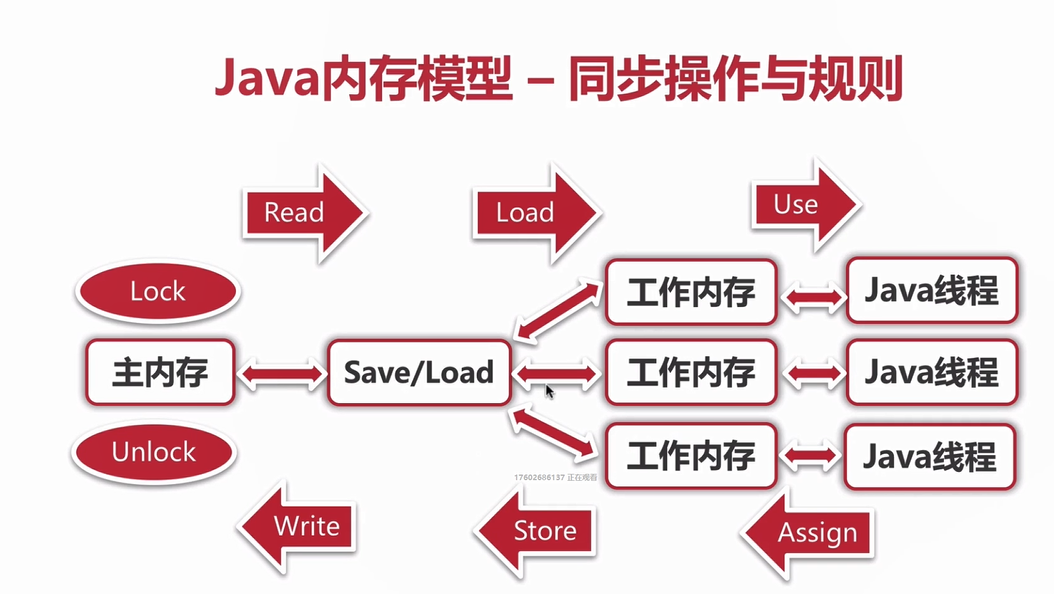 Java内存模型 – 同步操作与规则
Read
Load
Use
Lock
工作内存
Java线程
主内存
Save/Load
工作内存
Java线程
Unlock
工作内存
Java线程
17602686137 正在观看
Write
Store
Assign